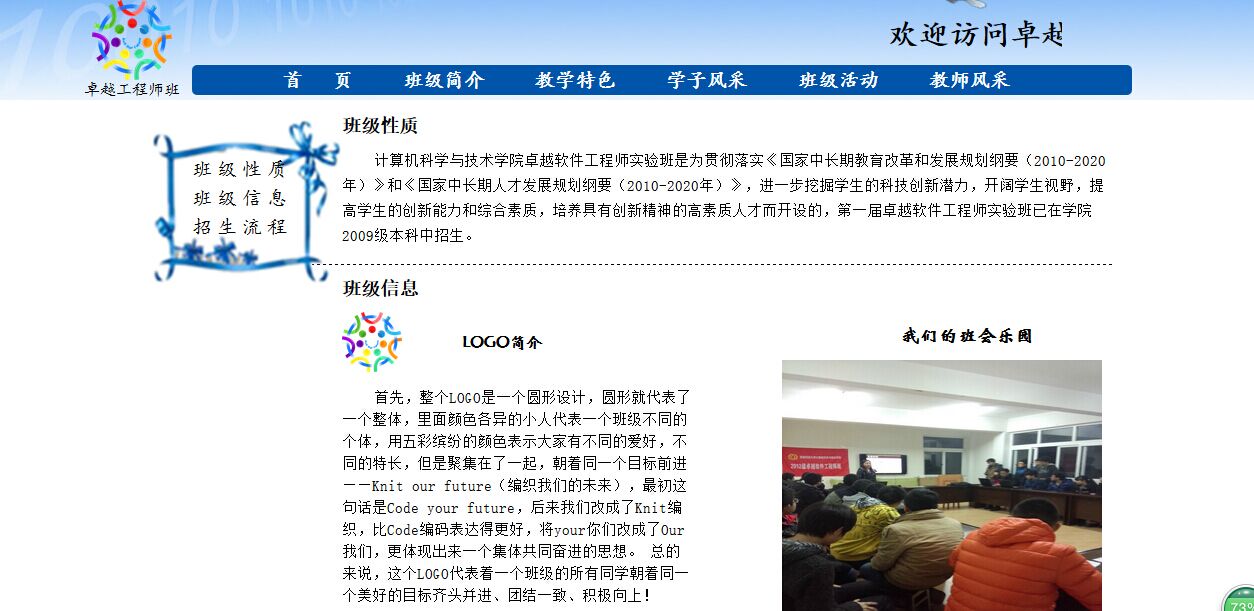 欢迎访问卓越
卓越工程师班
首 页 班级简介 教学特色 学子风采 班级活动 教师风采
班级性质
班级信息
招生流程
班级性质
计算机科学与技术学院卓越软件工程师实验班是为贯彻落实《国家中长期教育改革和发展规划纲要（2010-2020
年）》和《国家中长期人才发展规划纲要（2010-2020年）》，进一步挖掘学生的科技创新潜力，开阔学生视野，提
高学生的创新能力和综合素质，培养具有创新精神的高素质人才而开设的，第一届卓越软件工程师实验班已在学院
2009级本科中招生。
班级信息
LOGO简介
首先，整个LOGO是一个圆形设计，圆形就代表了
一个整体，里面颜色各异的小人代表一个班级不同的
个体，用五彩缤纷的颜色表示大家有不同的爱好，不
同的特长，但是聚集在了一起，朝着同一个目标前进
——Knit our future（编织我们的未来），最初这
句话是Code your future，后来我们改成了Knit编
织，比Code编码表达得更好，将your你们改成了Our
我们，更体现出来一个集体共同奋进的思想。 总的
来说，这个LOGO代表着一个班级的所有同学朝着同一
个美好的目标齐头并进、团结一致、积极向上！
我们的班会乐园
2012级卓越软件工程师班